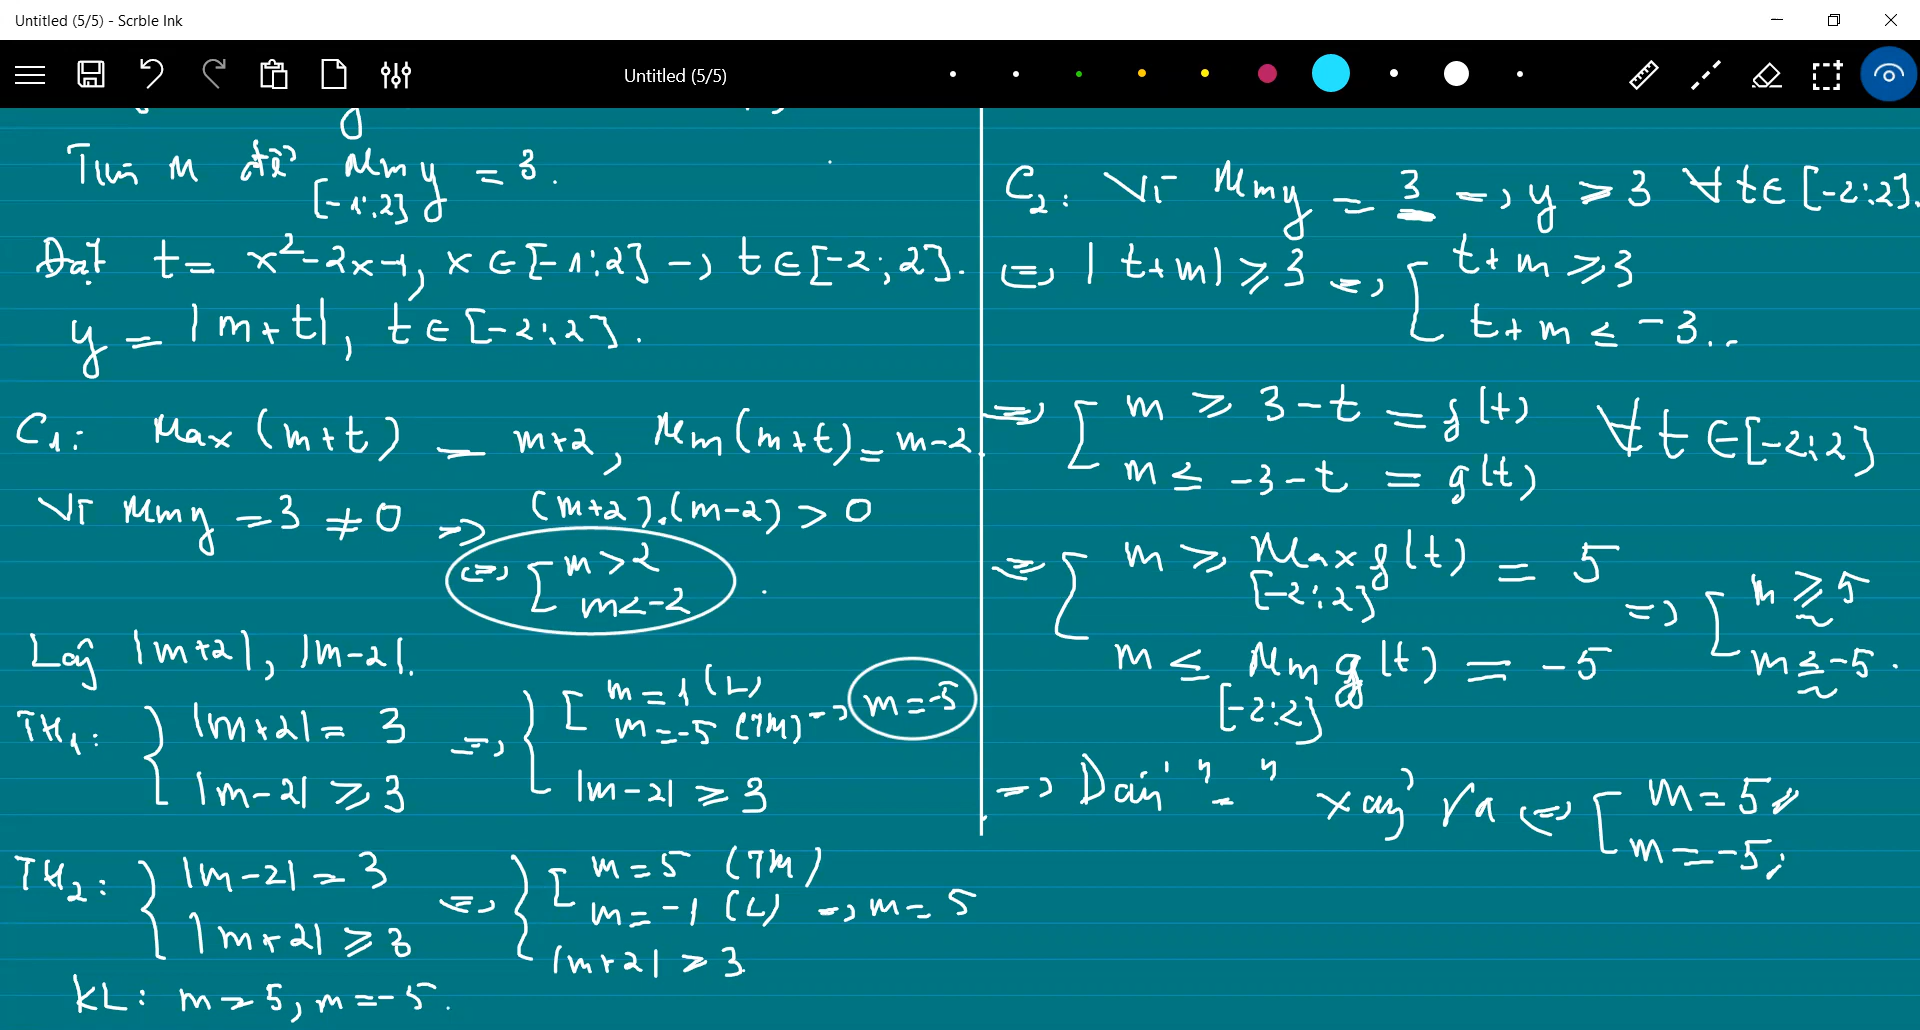 Untitled (5/5) - Scrble Ink
Untitled (5/5)
Tìm m để Min y = 3.
[-1;2]
Đặt t = x²-2x-1, x ∈ [-1;2] → t ∈ [-2;2].
y = |m+t|, t ∈ [-2;2].
C₁: Max (m+t) = m+2, Min (m+t) = m-2.
Vì Min y = 3 ≠ 0 => (m+2).(m-2) > 0
<=> [ m > 2
m < -2
Lấy |m+2|, |m-2|.
TH₁: { |m+2| = 3 <=> { [ m = 1 (L)
m = -5 (TM) => m = -5
|m-2| ≥ 3 |m-2| ≥ 3
TH₂: { |m-2| = 3 <=> { [ m = 5 (TM)
m = -1 (L) => m = 5
|m+2| ≥ 3 |m+2| > 3
KL: m = 5, m = -5.
C₂: Vì Min y = 3 => y ≥ 3 ∀ t ∈ [-2;2].
<=> |t+m| ≥ 3 <=> [ t+m ≥ 3
t+m ≤ -3..
<=> [ m ≥ 3-t = f(t) ∀ t ∈ [-2;2]
m ≤ -3-t = g(t)
<=> [ m ≥ Max f(t) = 5 => [ m ≥ 5
[-2;2]
m ≤ Min g(t) = -5 m ≤ -5.
[-2;2]
=> Dấu "=" xảy ra <=> [ m = 5
m = -5;